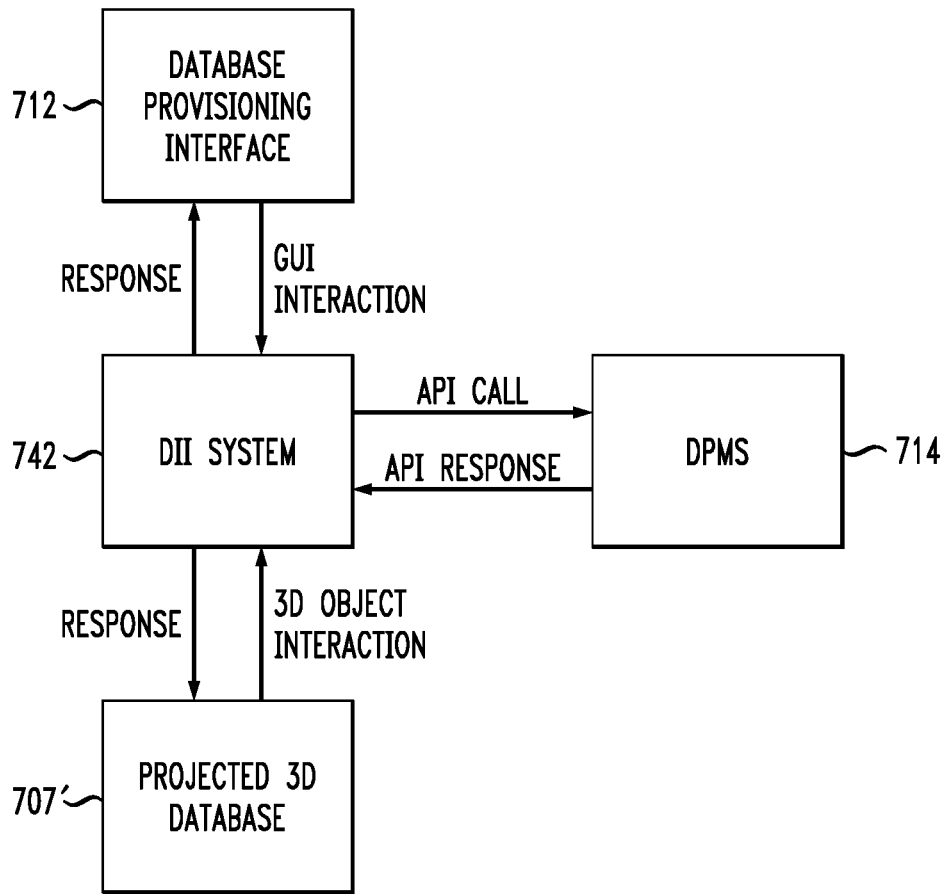 DATABASE
PROVISIONING
INTERFACE
712
RESPONSE
GUI
INTERACTION
DII SYSTEM
742
API CALL
API RESPONSE
DPMS
714
RESPONSE
3D OBJECT
INTERACTION
PROJECTED 3D
DATABASE
707′